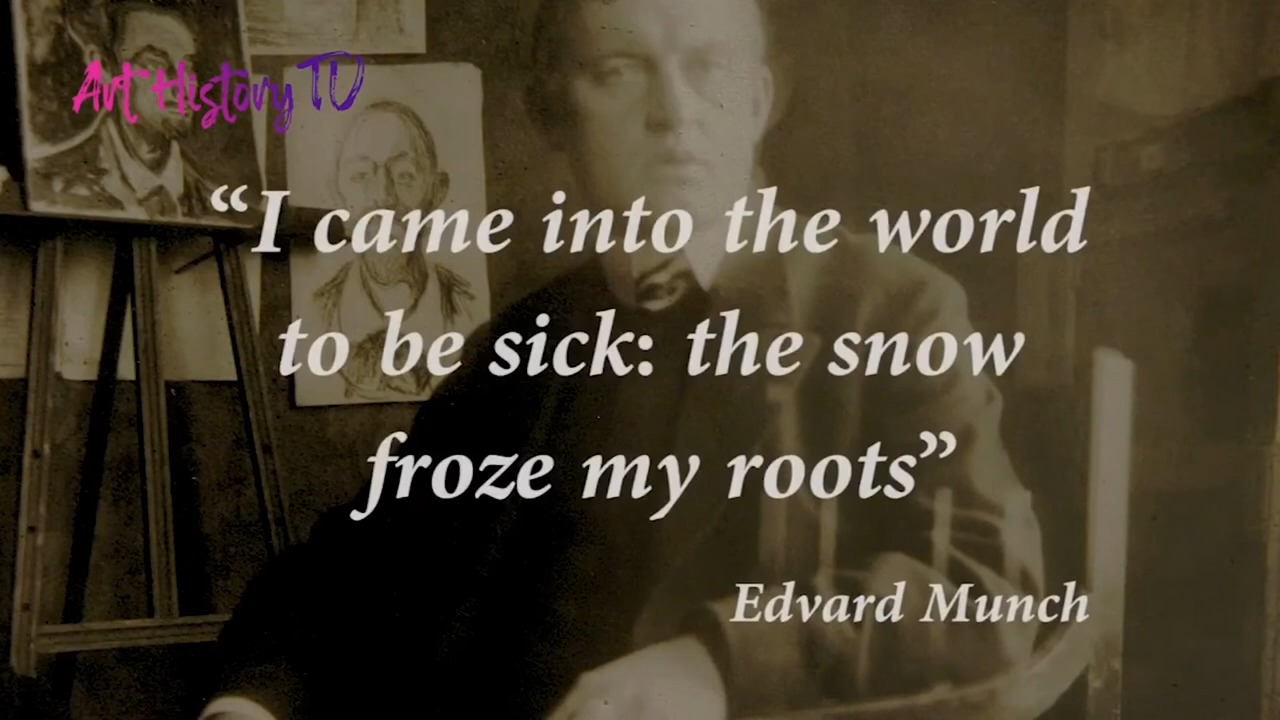 Art History TV
“I came into the world
to be sick: the snow
froze my roots”
Edvard Munch